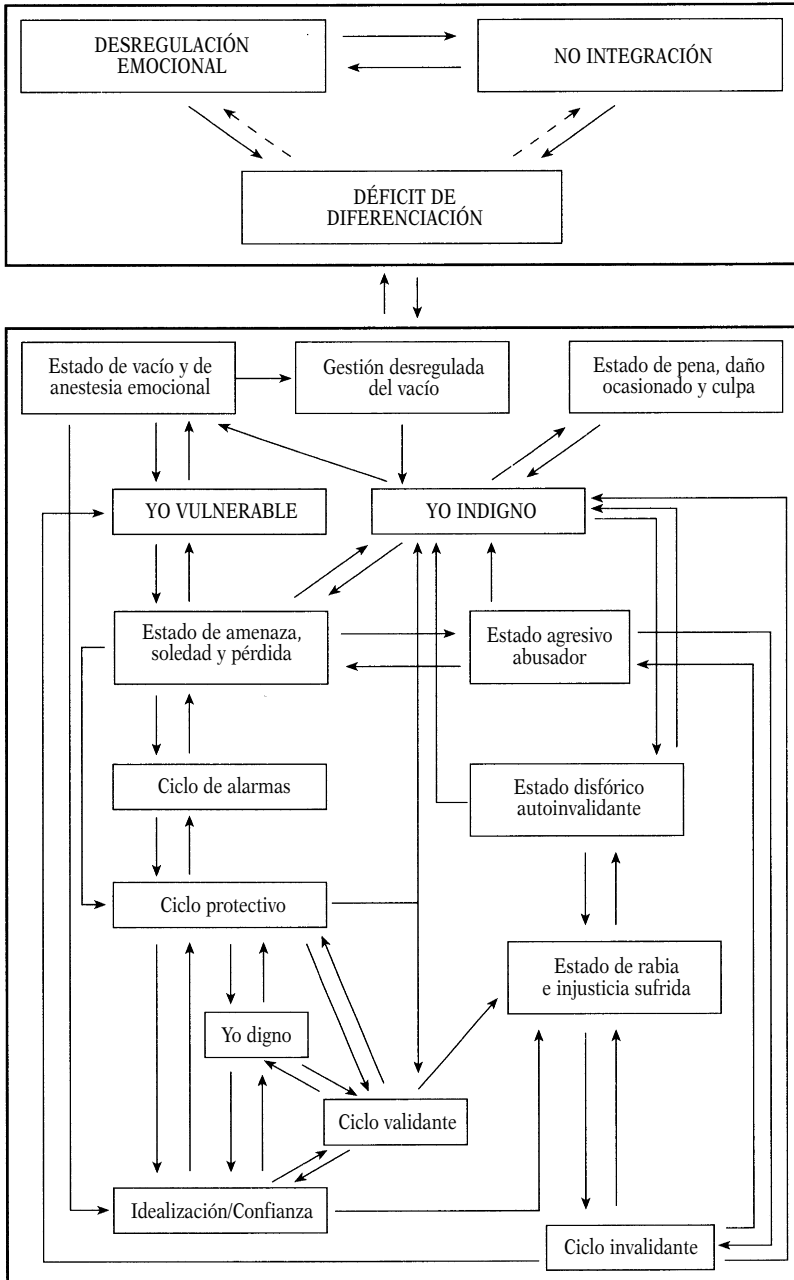 DESREGULACIÓN
EMOCIONAL
NO INTEGRACIÓN
DÉFICIT DE
DIFERENCIACIÓN
Estado de vacío y de
anestesia emocional
Gestión desregulada
del vacío
Estado de pena, daño
ocasionado y culpa
YO VULNERABLE
YO INDIGNO
Estado de amenaza,
soledad y pérdida
Estado agresivo
abusador
Ciclo de alarmas
Estado disfórico
autoinvalidante
Ciclo protectivo
Estado de rabia
e injusticia sufrida
Yo digno
Ciclo validante
Idealización/Confianza
Ciclo invalidante